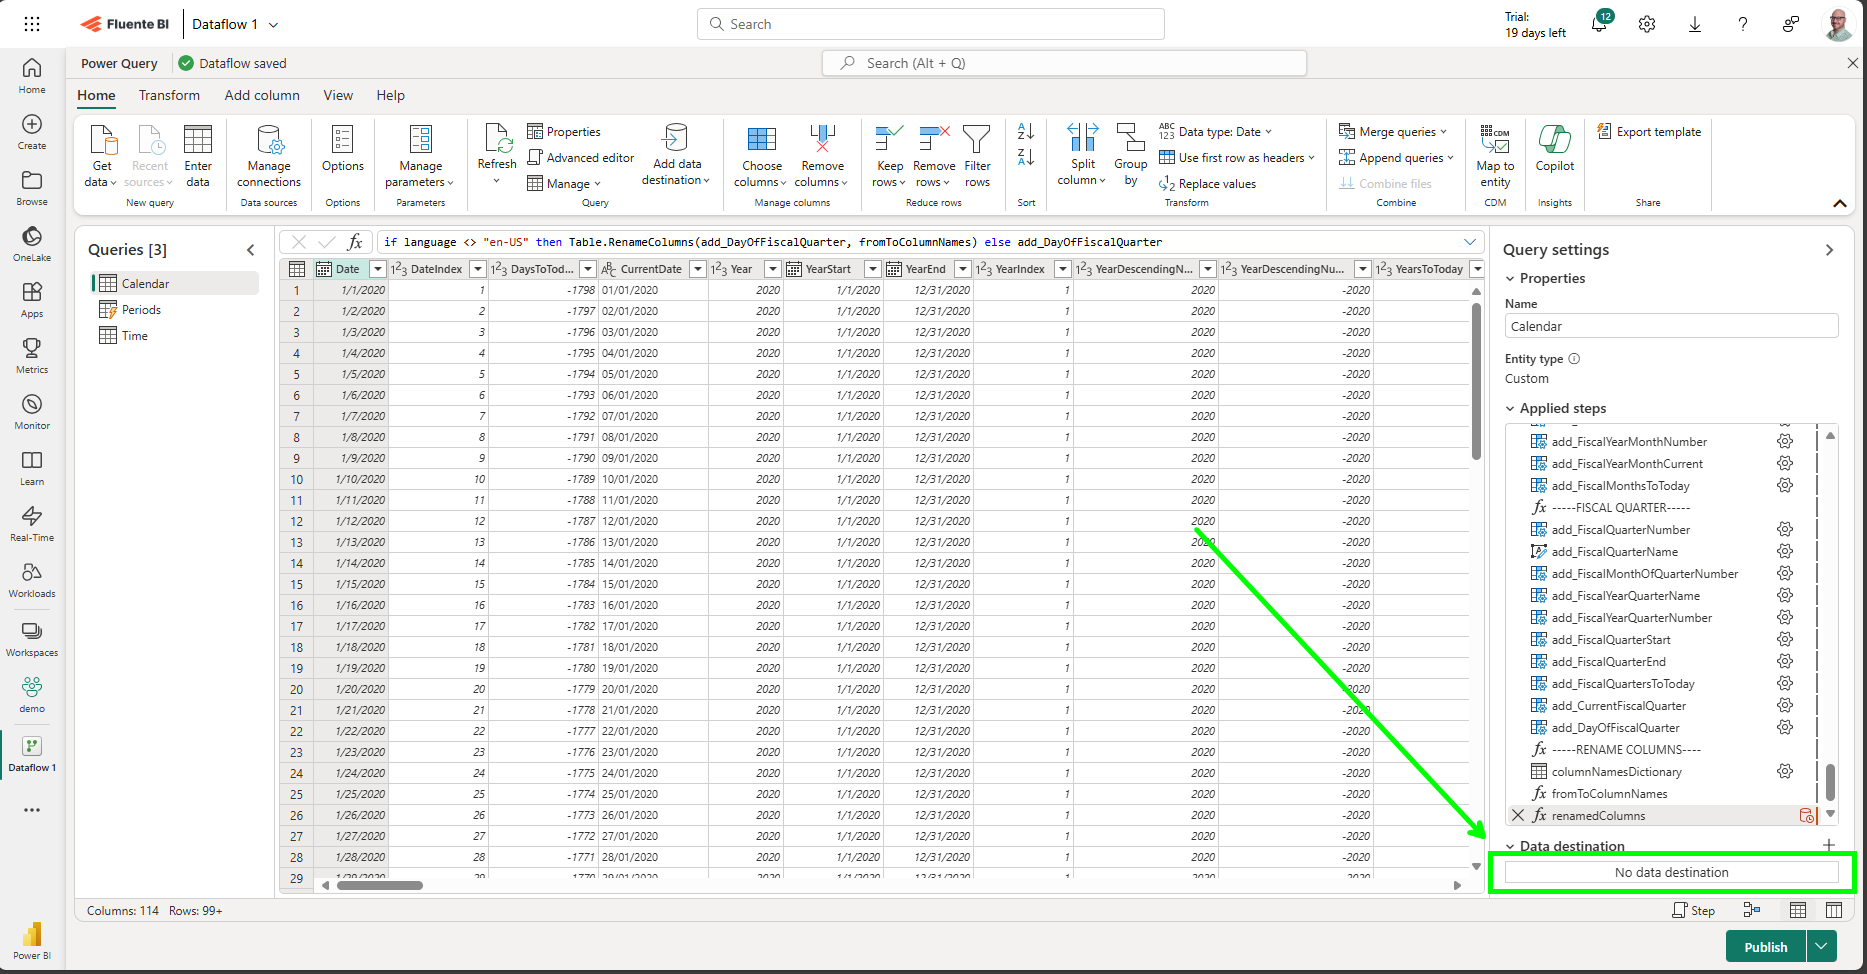 Fluente BI
Dataflow 1
Search
Trial:
19 days left
12
Power Query
Dataflow saved
Search (Alt + Q)
Home
Transform
Add column
View
Help
Get data
Recent sources
Enter data
New query
Manage connections
Data sources
Options
Options
Manage parameters
Parameters
Refresh
Properties
Advanced editor
Manage
Add data destination
Query
Choose columns
Remove columns
Manage columns
Keep rows
Remove rows
Filter rows
Reduce rows
Sort
Split column
Group by
Data type: Date
Use first row as headers
Replace values
Transform
Merge queries
Append queries
Combine files
Combine
Map to entity
CDM
Copilot
Insights
Export template
Share
Home
Create
Browse
OneLake
Apps
Metrics
Monitor
Learn
Real-Time
Workloads
Workspaces
demo
Dataflow 1
Power BI
Queries [3]
Calendar
Periods
Time
if language <> "en-US" then Table.RenameColumns(add_DayOfFiscalQuarter, fromToColumnNames) else add_DayOfFiscalQuarter
Date DateIndex DaysToTod... CurrentDate Year YearStart YearEnd YearIndex YearDescendingN... YearDescendingNu... YearsToToday
1 1/1/2020 1 -1798 01/01/2020 2020 1/1/2020 12/31/2020 1 2020 -2020
2 1/2/2020 2 -1797 02/01/2020 2020 1/1/2020 12/31/2020 1 2020 -2020
3 1/3/2020 3 -1796 03/01/2020 2020 1/1/2020 12/31/2020 1 2020 -2020
4 1/4/2020 4 -1795 04/01/2020 2020 1/1/2020 12/31/2020 1 2020 -2020
5 1/5/2020 5 -1794 05/01/2020 2020 1/1/2020 12/31/2020 1 2020 -2020
6 1/6/2020 6 -1793 06/01/2020 2020 1/1/2020 12/31/2020 1 2020 -2020
7 1/7/2020 7 -1792 07/01/2020 2020 1/1/2020 12/31/2020 1 2020 -2020
8 1/8/2020 8 -1791 08/01/2020 2020 1/1/2020 12/31/2020 1 2020 -2020
9 1/9/2020 9 -1790 09/01/2020 2020 1/1/2020 12/31/2020 1 2020 -2020
10 1/10/2020 10 -1789 10/01/2020 2020 1/1/2020 12/31/2020 1 2020 -2020
11 1/11/2020 11 -1788 11/01/2020 2020 1/1/2020 12/31/2020 1 2020 -2020
12 1/12/2020 12 -1787 12/01/2020 2020 1/1/2020 12/31/2020 1 2020 -2020
13 1/13/2020 13 -1786 13/01/2020 2020 1/1/2020 12/31/2020 1 2020 -2020
14 1/14/2020 14 -1785 14/01/2020 2020 1/1/2020 12/31/2020 1 2020 -2020
15 1/15/2020 15 -1784 15/01/2020 2020 1/1/2020 12/31/2020 1 2020 -2020
16 1/16/2020 16 -1783 16/01/2020 2020 1/1/2020 12/31/2020 1 2020 -2020
17 1/17/2020 17 -1782 17/01/2020 2020 1/1/2020 12/31/2020 1 2020 -2020
18 1/18/2020 18 -1781 18/01/2020 2020 1/1/2020 12/31/2020 1 2020 -2020
19 1/19/2020 19 -1780 19/01/2020 2020 1/1/2020 12/31/2020 1 2020 -2020
20 1/20/2020 20 -1779 20/01/2020 2020 1/1/2020 12/31/2020 1 2020 -2020
21 1/21/2020 21 -1778 21/01/2020 2020 1/1/2020 12/31/2020 1 2020 -2020
22 1/22/2020 22 -1777 22/01/2020 2020 1/1/2020 12/31/2020 1 2020 -2020
23 1/23/2020 23 -1776 23/01/2020 2020 1/1/2020 12/31/2020 1 2020 -2020
24 1/24/2020 24 -1775 24/01/2020 2020 1/1/2020 12/31/2020 1 2020 -2020
25 1/25/2020 25 -1774 25/01/2020 2020 1/1/2020 12/31/2020 1 2020 -2020
26 1/26/2020 26 -1773 26/01/2020 2020 1/1/2020 12/31/2020 1 2020 -2020
27 1/27/2020 27 -1772 27/01/2020 2020 1/1/2020 12/31/2020 1 2020 -2020
28 1/28/2020 28 -1771 28/01/2020 2020 1/1/2020 12/31/2020 1 2020 -2020
29
Query settings
Properties
Name
Calendar
Entity type
Custom
Applied steps
add_FiscalYearMonthNumber
add_FiscalYearMonthCurrent
add_FiscalMonthsToToday
-----FISCAL QUARTER-----
add_FiscalQuarterNumber
add_FiscalQuarterName
add_FiscalMonthOfQuarterNumber
add_FiscalYearQuarterName
add_FiscalYearQuarterNumber
add_FiscalQuarterStart
add_FiscalQuarterEnd
add_FiscalQuartersToToday
add_CurrentFiscalQuarter
add_DayOfFiscalQuarter
-----RENAME COLUMNS----
columnNamesDictionary
fromToColumnNames
renamedColumns
Data destination
No data destination
Columns: 114 Rows: 99+
Step
Publish